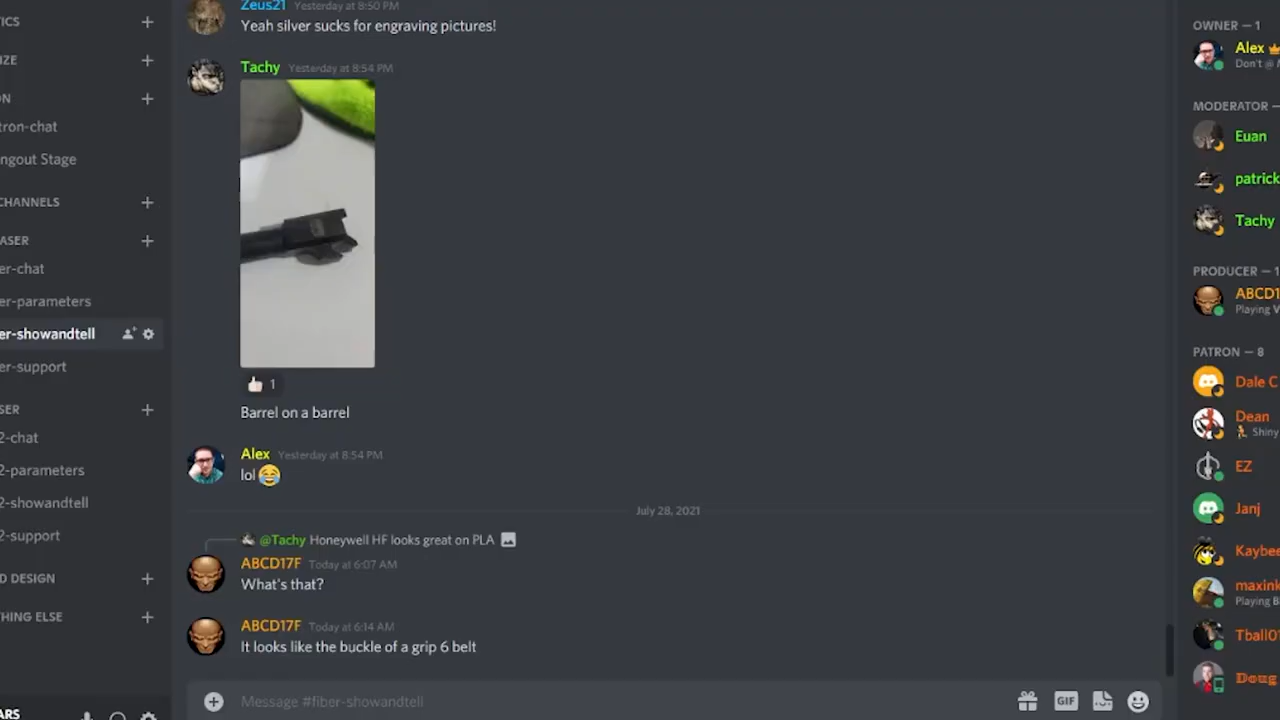 TICS
ZE
ON
tron-chat
ngout Stage
CHANNELS
ASER
er-chat
er-parameters
er-showandtell
er-support
SER
2-chat
2-parameters
2-showandtell
2-support
D DESIGN
HING ELSE
ARS
Zeus21 Yesterday at 8:50 PM
Yeah silver sucks for engraving pictures!
Tachy Yesterday at 8:54 PM
1
Barrel on a barrel
Alex Yesterday at 8:54 PM
lol
July 28, 2021
@Tachy Honeywell HF looks great on PLA
ABCD17F Today at 6:07 AM
What's that?
ABCD17F Today at 6:14 AM
It looks like the buckle of a grip 6 belt
Message #fiber-showandtell
GIF
OWNER — 1
Alex
Don't @
MODERATOR —
Euan
patrick
Tachy
PRODUCER — 1
ABCD1
Playing V
PATRON — 8
Dale C
Dean
Shiny
EZ
Janj
Kaybee
maxink
Playing B
Tball01
Doug